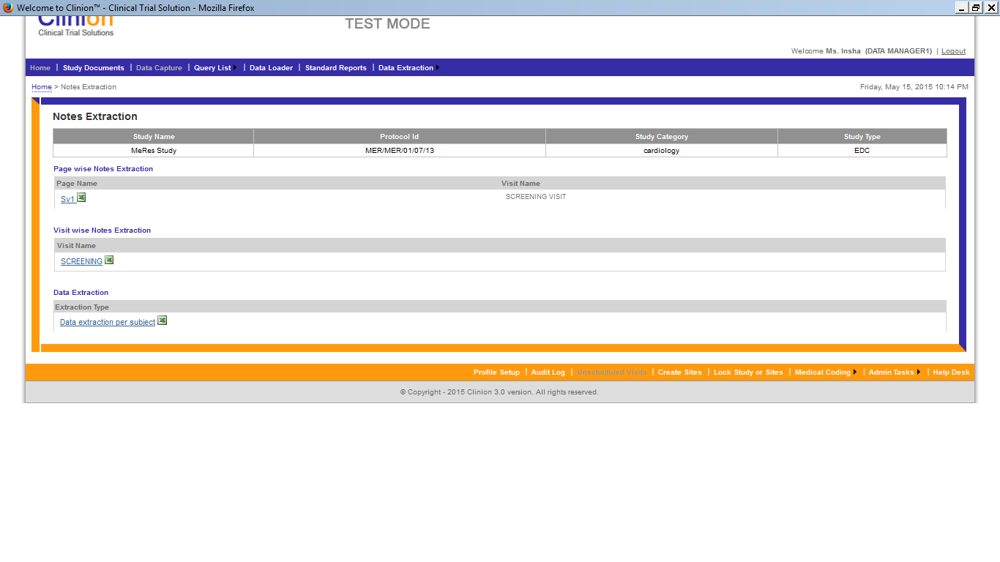 Welcome to Clinion™ - Clinical Trial Solution - Mozilla Firefox
Clinion
Clinical Trial Solutions
TEST MODE
Welcome Ms. Insha (DATA MANAGER1) | Logout
Home | Study Documents | Data Capture | Query List | Data Loader | Standard Reports | Data Extraction
Home > Notes Extraction
Friday, May 15, 2015 10:14 PM
Notes Extraction
Study Name Protocol Id Study Category Study Type
MeRes Study MER/MER/01/07/13 cardiology EDC
Page wise Notes Extraction
Page Name Visit Name
Sv1 SCREENING VISIT
Visit wise Notes Extraction
Visit Name
SCREENING
Data Extraction
Extraction Type
Data extraction per subject
Profile Setup | Audit Log | Unscheduled Visits | Create Sites | Lock Study or Sites | Medical Coding | Admin Tasks | Help Desk
© Copyright - 2015 Clinion 3.0 version. All rights reserved.